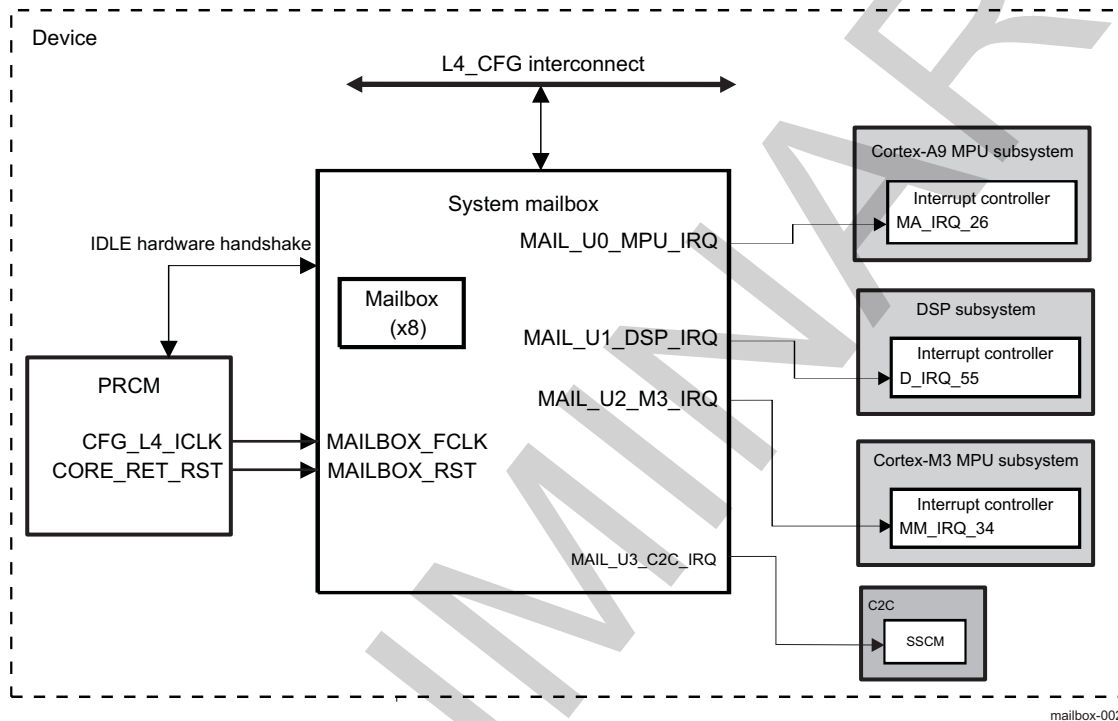 Device
L4_CFG interconnect
Cortex-A9 MPU subsystem
Interrupt controller
MA_IRQ_26
System mailbox
MAIL_U0_MPU_IRQ
IDLE hardware handshake
Mailbox
(x8)
DSP subsystem
Interrupt controller
D_IRQ_55
MAIL_U1_DSP_IRQ
MAIL_U2_M3_IRQ
PRCM
CFG_L4_ICLK
CORE_RET_RST
MAILBOX_FCLK
MAILBOX_RST
Cortex-M3 MPU subsystem
Interrupt controller
MM_IRQ_34
MAIL_U3_C2C_IRQ
C2C
SSCM
mailbox-002